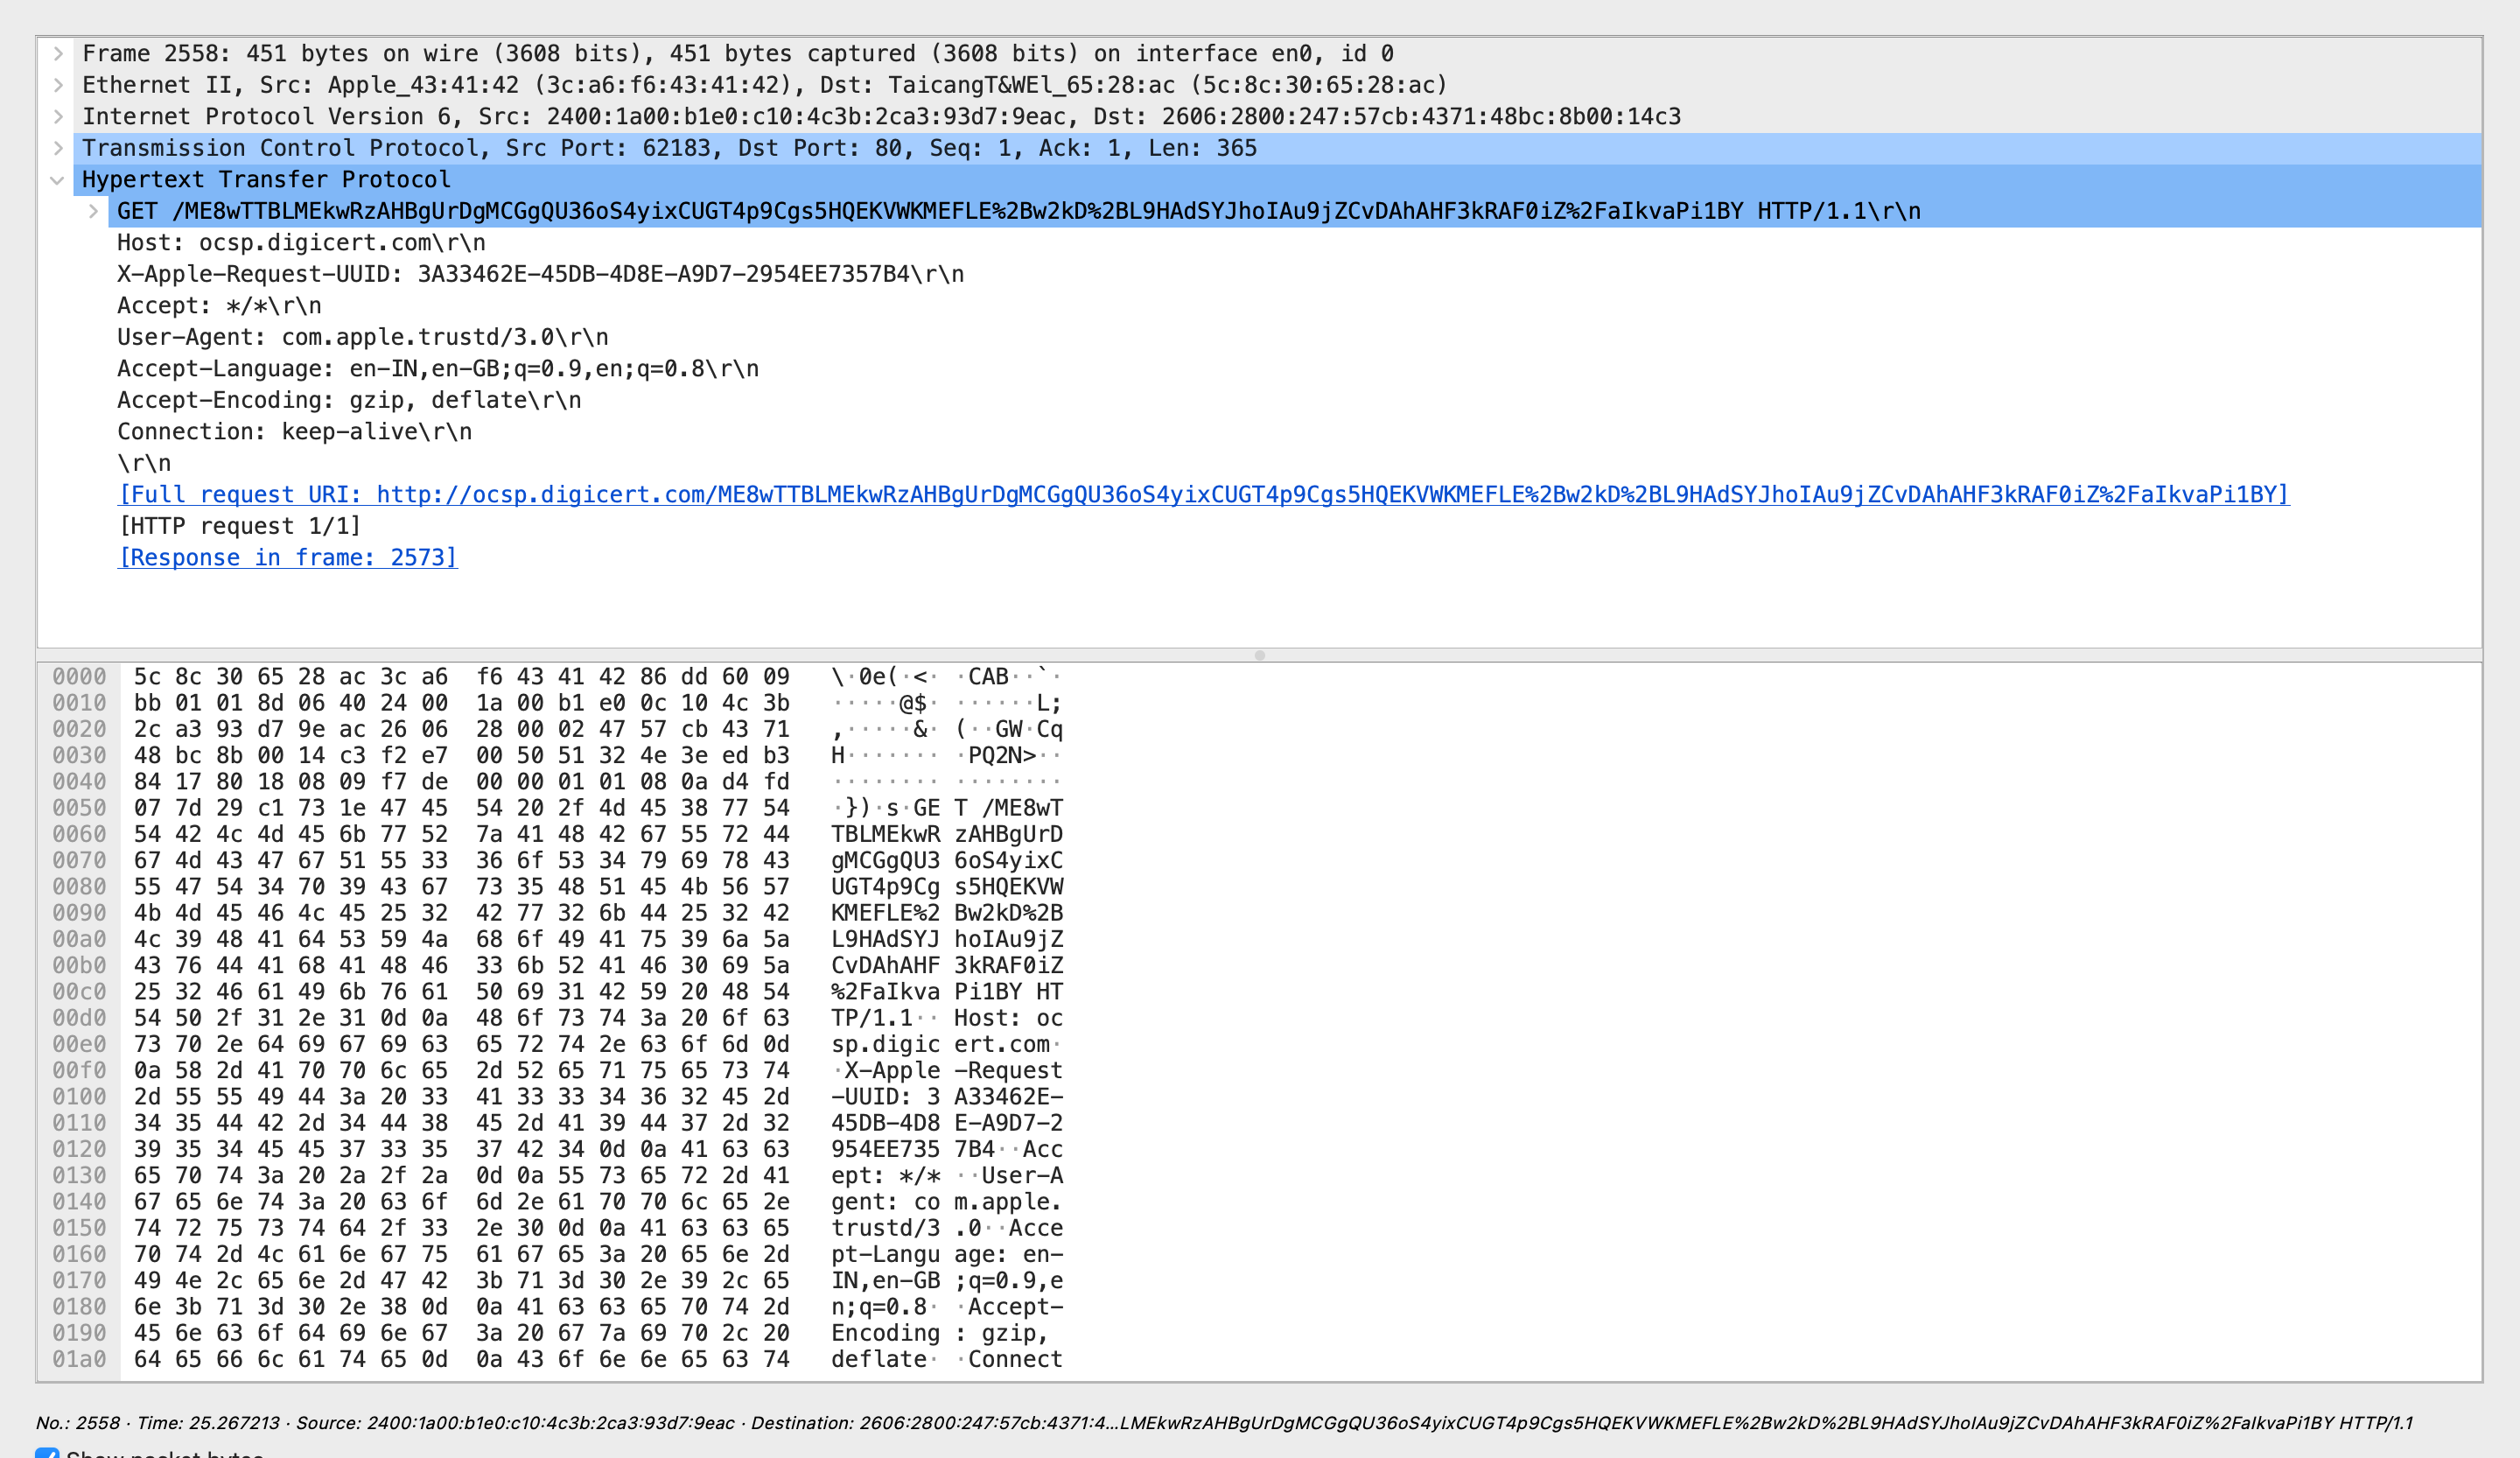 Frame 2558: 451 bytes on wire (3608 bits), 451 bytes captured (3608 bits) on interface en0, id 0
Ethernet II, Src: Apple_43:41:42 (3c:a6:f6:43:41:42), Dst: TaicangT&WEl_65:28:ac (5c:8c:30:65:28:ac)
Internet Protocol Version 6, Src: 2400:1a00:b1e0:c10:4c3b:2ca3:93d7:9eac, Dst: 2606:2800:247:57cb:4371:48bc:8b00:14c3
Transmission Control Protocol, Src Port: 62183, Dst Port: 80, Seq: 1, Ack: 1, Len: 365
Hypertext Transfer Protocol
GET /ME8wTTBLMEkwRzAHBgUrDgMCGgQU36oS4yixCUGT4p9Cgs5HQEKVWKMEFLE%2Bw2kD%2BL9HAdSYJhoIAu9jZCvDAhAHF3kRAF0iZ%2FaIkvaPi1BY HTTP/1.1\r\n
Host: ocsp.digicert.com\r\n
X-Apple-Request-UUID: 3A33462E-45DB-4D8E-A9D7-2954EE7357B4\r\n
Accept: */*\r\n
User-Agent: com.apple.trustd/3.0\r\n
Accept-Language: en-IN,en-GB;q=0.9,en;q=0.8\r\n
Accept-Encoding: gzip, deflate\r\n
Connection: keep-alive\r\n
\r\n
[Full request URI: http://ocsp.digicert.com/ME8wTTBLMEkwRzAHBgUrDgMCGgQU36oS4yixCUGT4p9Cgs5HQEKVWKMEFLE%2Bw2kD%2BL9HAdSYJhoIAu9jZCvDAhAHF3kRAF0iZ%2FaIkvaPi1BY]
[HTTP request 1/1]
[Response in frame: 2573]
0000 5c 8c 30 65 28 ac 3c a6 f6 43 41 42 86 dd 60 09 \·0e(·<· ·CAB··`·
0010 bb 01 01 8d 06 40 24 00 1a 00 b1 e0 0c 10 4c 3b ·····@$· ······L;
0020 2c a3 93 d7 9e ac 26 06 28 00 02 47 57 cb 43 71 ,·····&· (··GW·Cq
0030 48 bc 8b 00 14 c3 f2 e7 00 50 51 32 4e 3e ed b3 H······· ·PQ2N>··
0040 84 17 80 18 08 09 f7 de 00 00 01 01 08 0a d4 fd ········ ········
0050 07 7d 29 c1 73 1e 47 45 54 20 2f 4d 45 38 77 54 ·})·s·GE T /ME8wT
0060 54 42 4c 4d 45 6b 77 52 7a 41 48 42 67 55 72 44 TBLMEkwR zAHBgUrD
0070 67 4d 43 47 67 51 55 33 36 6f 53 34 79 69 78 43 gMCGgQU3 6oS4yixC
0080 55 47 54 34 70 39 43 67 73 35 48 51 45 4b 56 57 UGT4p9Cg s5HQEKVW
0090 4b 4d 45 46 4c 45 25 32 42 77 32 6b 44 25 32 42 KMEFLE%2 Bw2kD%2B
00a0 4c 39 48 41 64 53 59 4a 68 6f 49 41 75 39 6a 5a L9HAdSYJ hoIAu9jZ
00b0 43 76 44 41 68 41 48 46 33 6b 52 41 46 30 69 5a CvDAhAHF 3kRAF0iZ
00c0 25 32 46 61 49 6b 76 61 50 69 31 42 59 20 48 54 %2FaIkva Pi1BY HT
00d0 54 50 2f 31 2e 31 0d 0a 48 6f 73 74 3a 20 6f 63 TP/1.1·· Host: oc
00e0 73 70 2e 64 69 67 69 63 65 72 74 2e 63 6f 6d 0d sp.digic ert.com·
00f0 0a 58 2d 41 70 70 6c 65 2d 52 65 71 75 65 73 74 ·X-Apple -Request
0100 2d 55 55 49 44 3a 20 33 41 33 33 34 36 32 45 2d -UUID: 3 A33462E-
0110 34 35 44 42 2d 34 44 38 45 2d 41 39 44 37 2d 32 45DB-4D8 E-A9D7-2
0120 39 35 34 45 45 37 33 35 37 42 34 0d 0a 41 63 63 954EE735 7B4··Acc
0130 65 70 74 3a 20 2a 2f 2a 0d 0a 55 73 65 72 2d 41 ept: */* ··User-A
0140 67 65 6e 74 3a 20 63 6f 6d 2e 61 70 70 6c 65 2e gent: co m.apple.
0150 74 72 75 73 74 64 2f 33 2e 30 0d 0a 41 63 63 65 trustd/3 .0··Acce
0160 70 74 2d 4c 61 6e 67 75 61 67 65 3a 20 65 6e 2d pt-Langu age: en-
0170 49 4e 2c 65 6e 2d 47 42 3b 71 3d 30 2e 39 2c 65 IN,en-GB ;q=0.9,e
0180 6e 3b 71 3d 30 2e 38 0d 0a 41 63 63 65 70 74 2d n;q=0.8· ·Accept-
0190 45 6e 63 6f 64 69 6e 67 3a 20 67 7a 69 70 2c 20 Encoding : gzip,
01a0 64 65 66 6c 61 74 65 0d 0a 43 6f 6e 6e 65 63 74 deflate· ·Connect
No.: 2558 · Time: 25.267213 · Source: 2400:1a00:b1e0:c10:4c3b:2ca3:93d7:9eac · Destination: 2606:2800:247:57cb:4371:4…LMEkwRzAHBgUrDgMCGgQU36oS4yixCUGT4p9Cgs5HQEKVWKMEFLE%2Bw2kD%2BL9HAdSYJhoIAu9jZCvDAhAHF3kRAF0iZ%2FaIkvaPi1BY HTTP/1.1
Show packet bytes